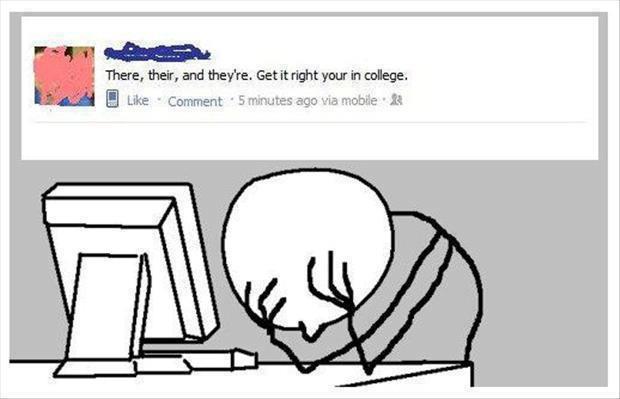 There, their, and they're. Get it right your in college.
Like · Comment · 5 minutes ago via mobile ·